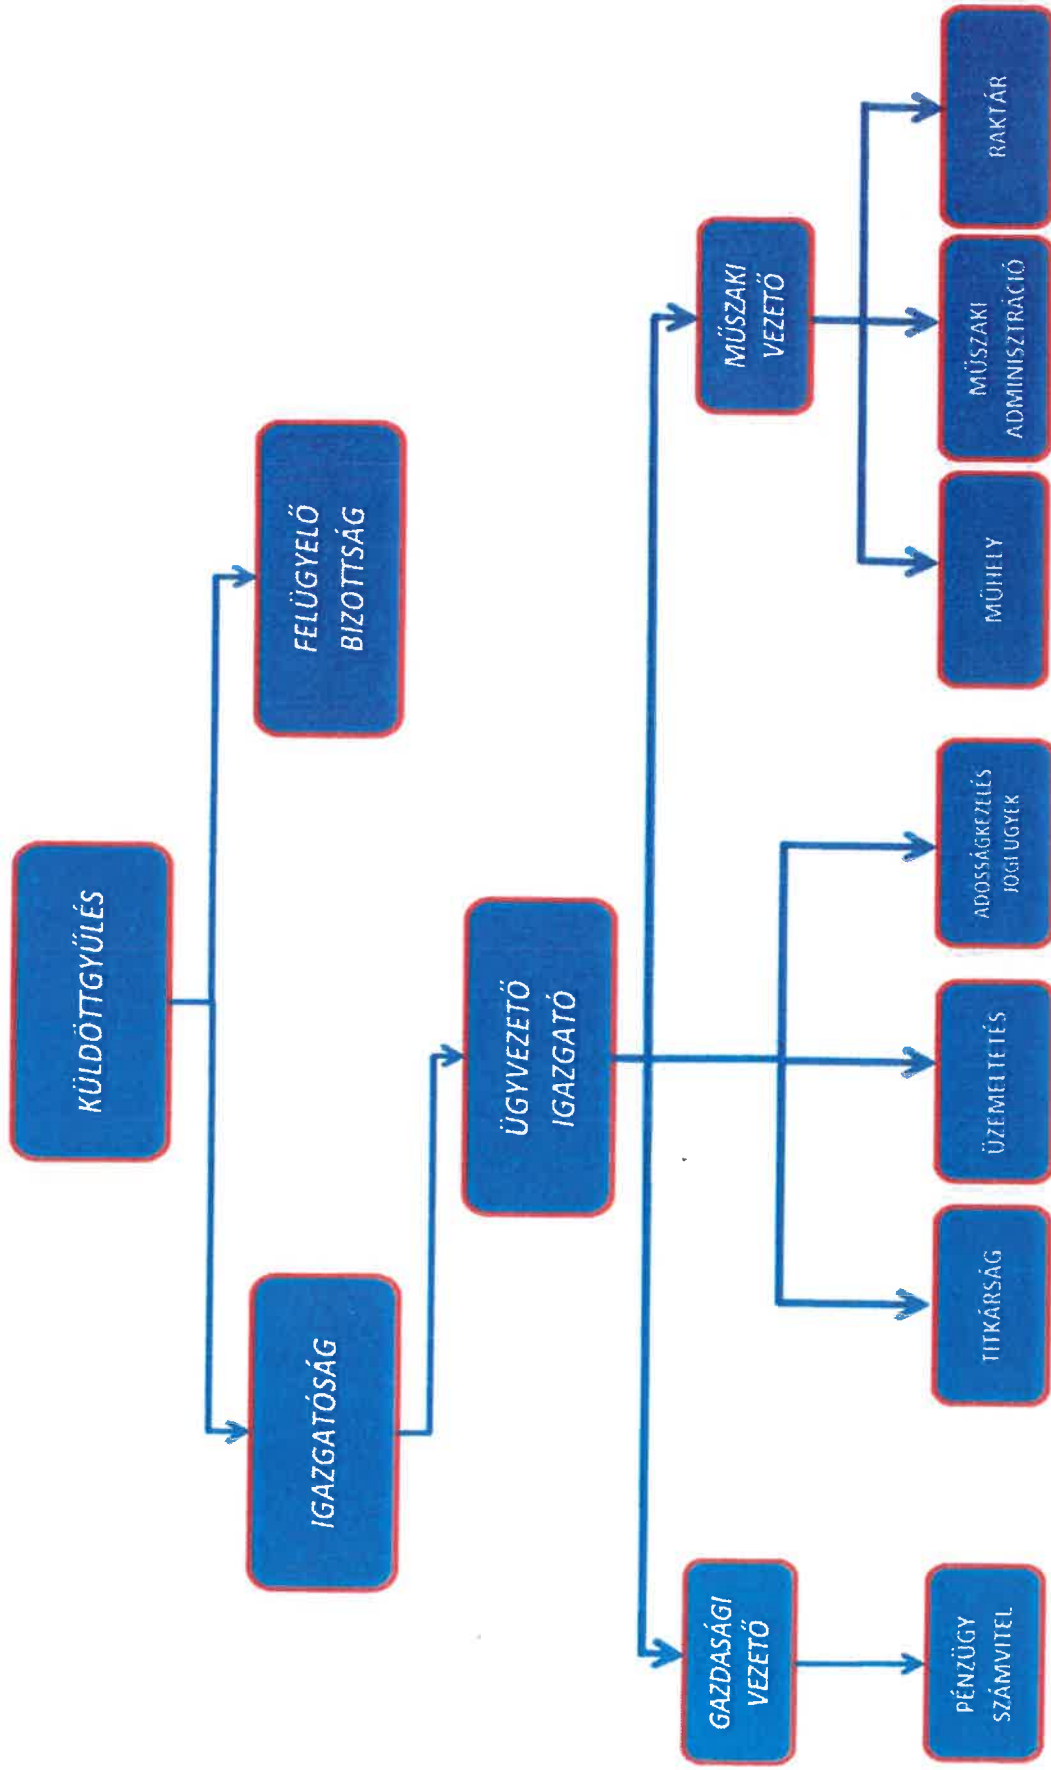 KÜLDÖTTGYŰLÉS
IGAZGATÓSÁG
FELÜGYELŐ
BIZOTTSÁG
ÜGYVEZETŐ
IGAZGATÓ
GAZDASÁGI
VEZETŐ
MŰSZAKI
VEZETŐ
PÉNZÜGY
SZÁMVITEL
TITKÁRSÁG
ÜZEMELTETÉS
ADOSSÁGKEZELÉS
JOGI ÜGYEK
MŰHELY
MŰSZAKI
ADMINISZTRÁCIÓ
RAKTÁR